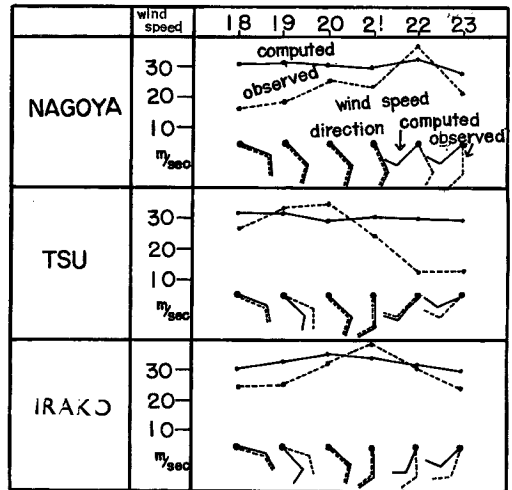 wind speed 18 19 20 21 22 23
NAGOYA
computed
30
observed
20
wind speed
10
direction computed
observed
m/sec
TSU
30
20
10
m/sec
IRAKO
30
20
10
m/sec